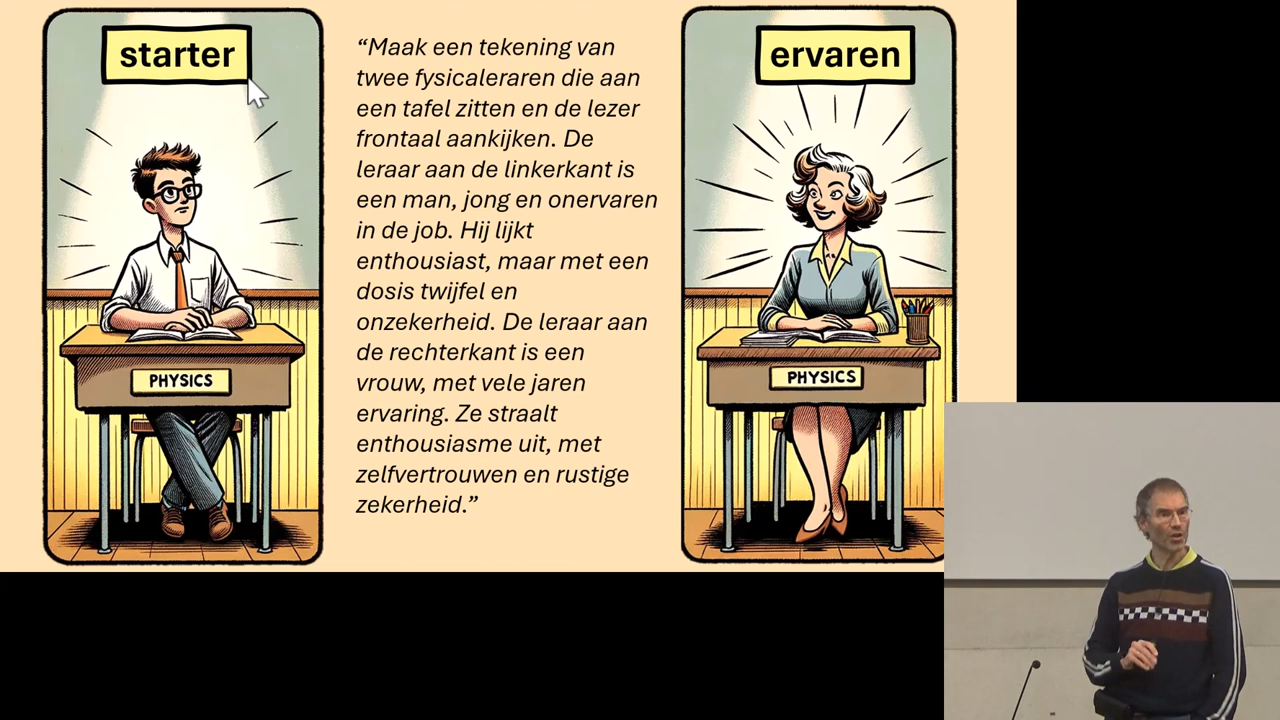 starter
“Maak een tekening van
twee fysicaleraren die aan
een tafel zitten en de lezer
frontaal aankijken. De
leraar aan de linkerkant is
een man, jong en onervaren
in de job. Hij lijkt
enthousiast, maar met een
dosis twijfel en
onzekerheid. De leraar aan
de rechterkant is een
vrouw, met vele jaren
ervaring. Ze straalt
enthousiasme uit, met
zelfvertrouwen en rustige
zekerheid.”
PHYSICS
ervaren
PHYSICS